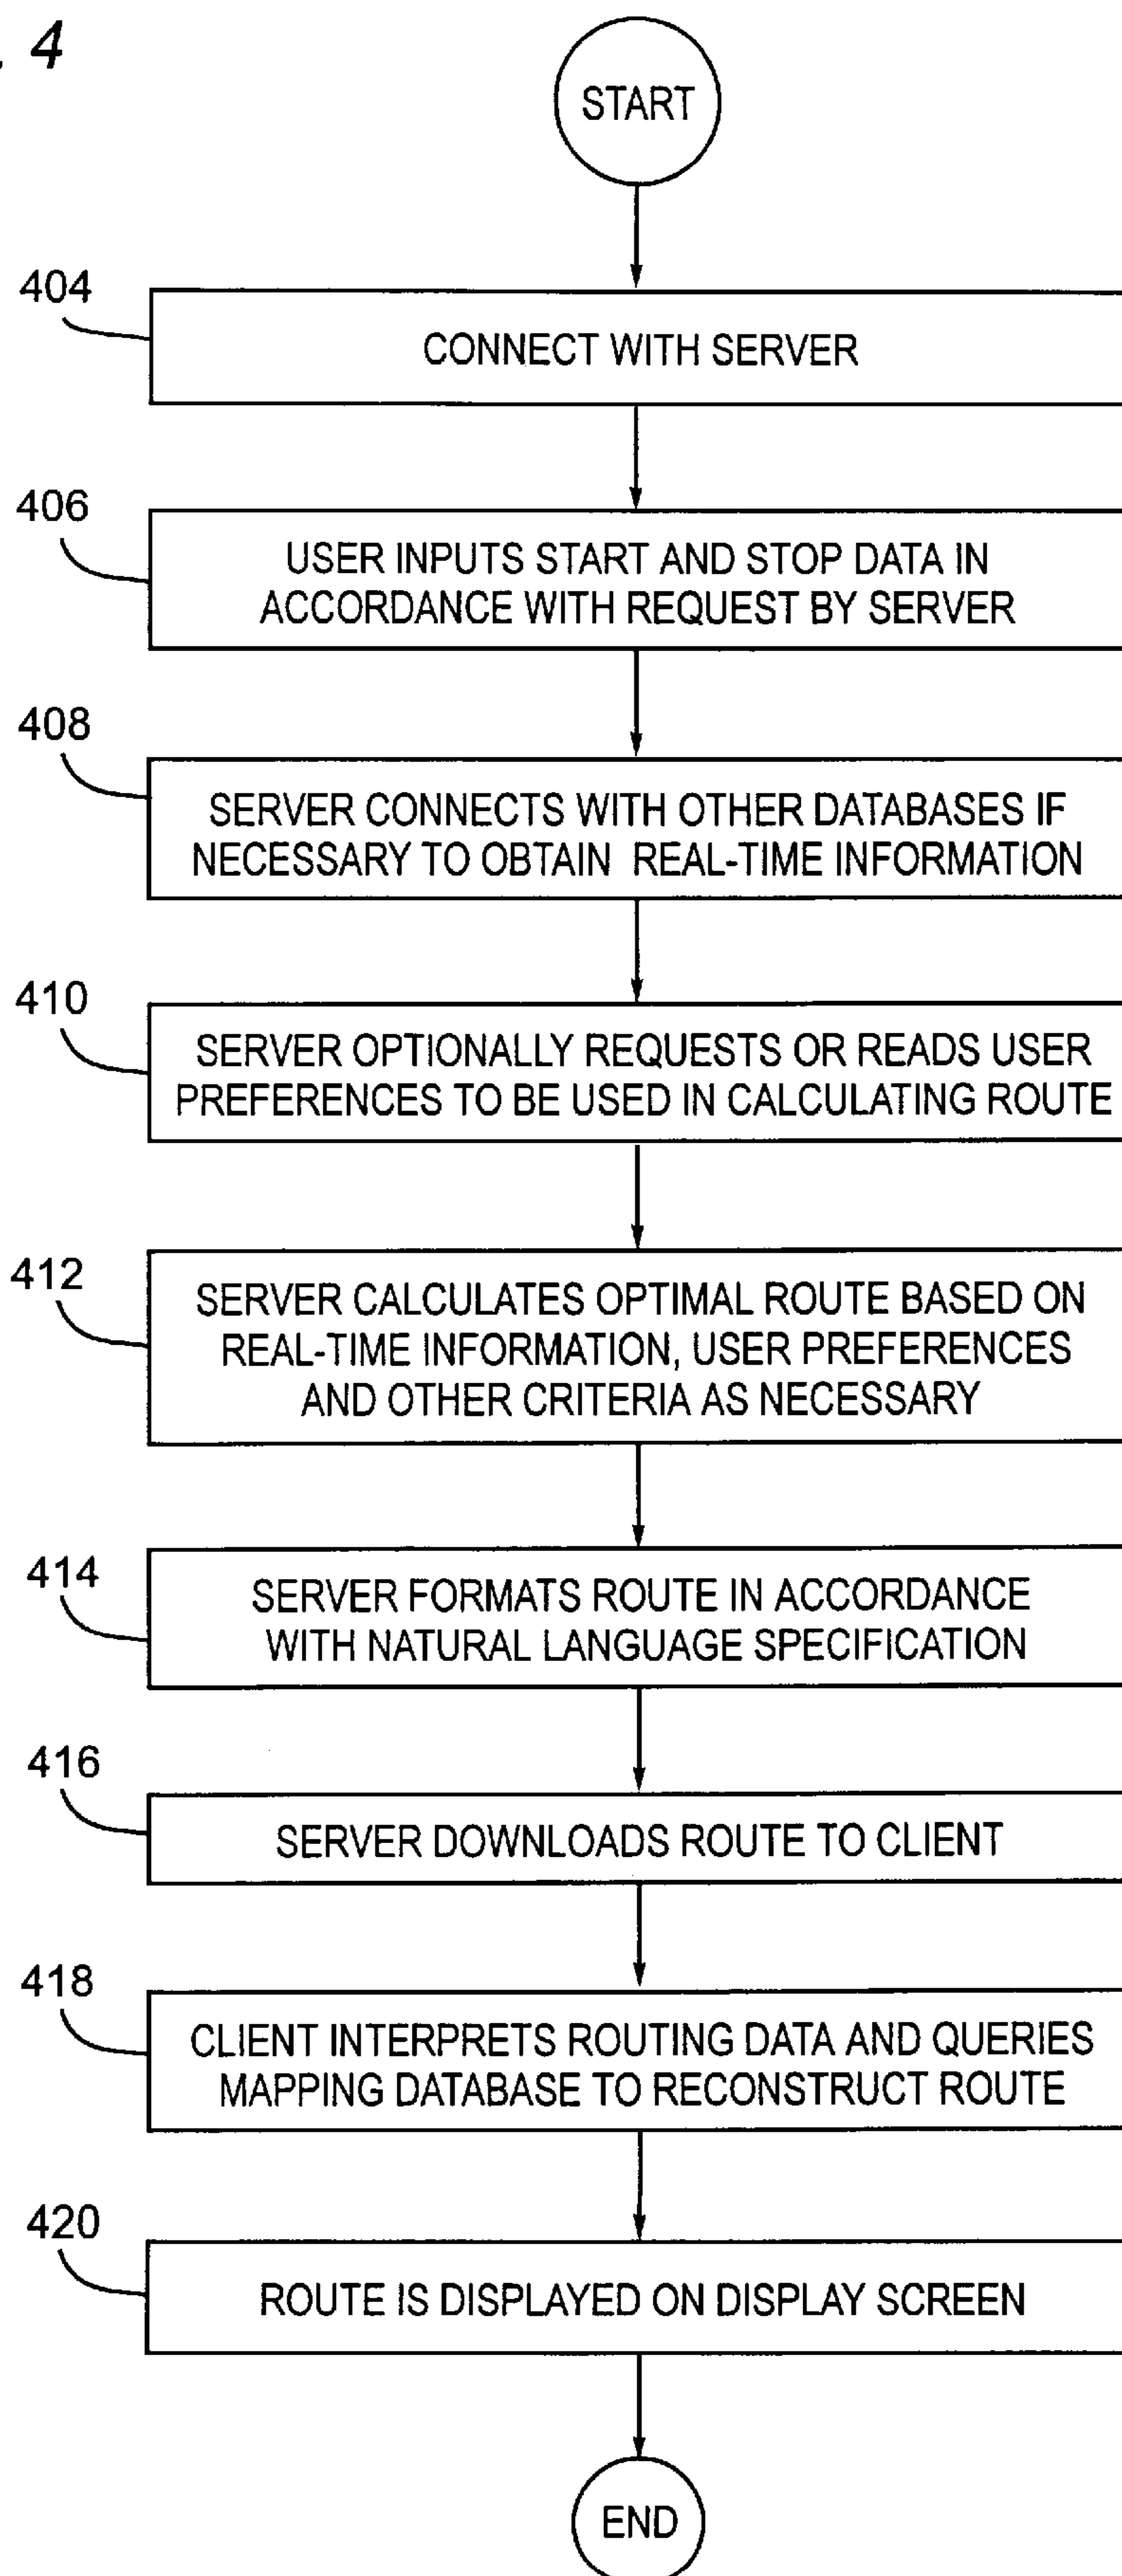 . 4
START
404
CONNECT WITH SERVER
406
USER INPUTS START AND STOP DATA IN
ACCORDANCE WITH REQUEST BY SERVER
408
SERVER CONNECTS WITH OTHER DATABASES IF
NECESSARY TO OBTAIN REAL-TIME INFORMATION
410
SERVER OPTIONALLY REQUESTS OR READS USER
PREFERENCES TO BE USED IN CALCULATING ROUTE
412
SERVER CALCULATES OPTIMAL ROUTE BASED ON
REAL-TIME INFORMATION, USER PREFERENCES
AND OTHER CRITERIA AS NECESSARY
414
SERVER FORMATS ROUTE IN ACCORDANCE
WITH NATURAL LANGUAGE SPECIFICATION
416
SERVER DOWNLOADS ROUTE TO CLIENT
418
CLIENT INTERPRETS ROUTING DATA AND QUERIES
MAPPING DATABASE TO RECONSTRUCT ROUTE
420
ROUTE IS DISPLAYED ON DISPLAY SCREEN
END